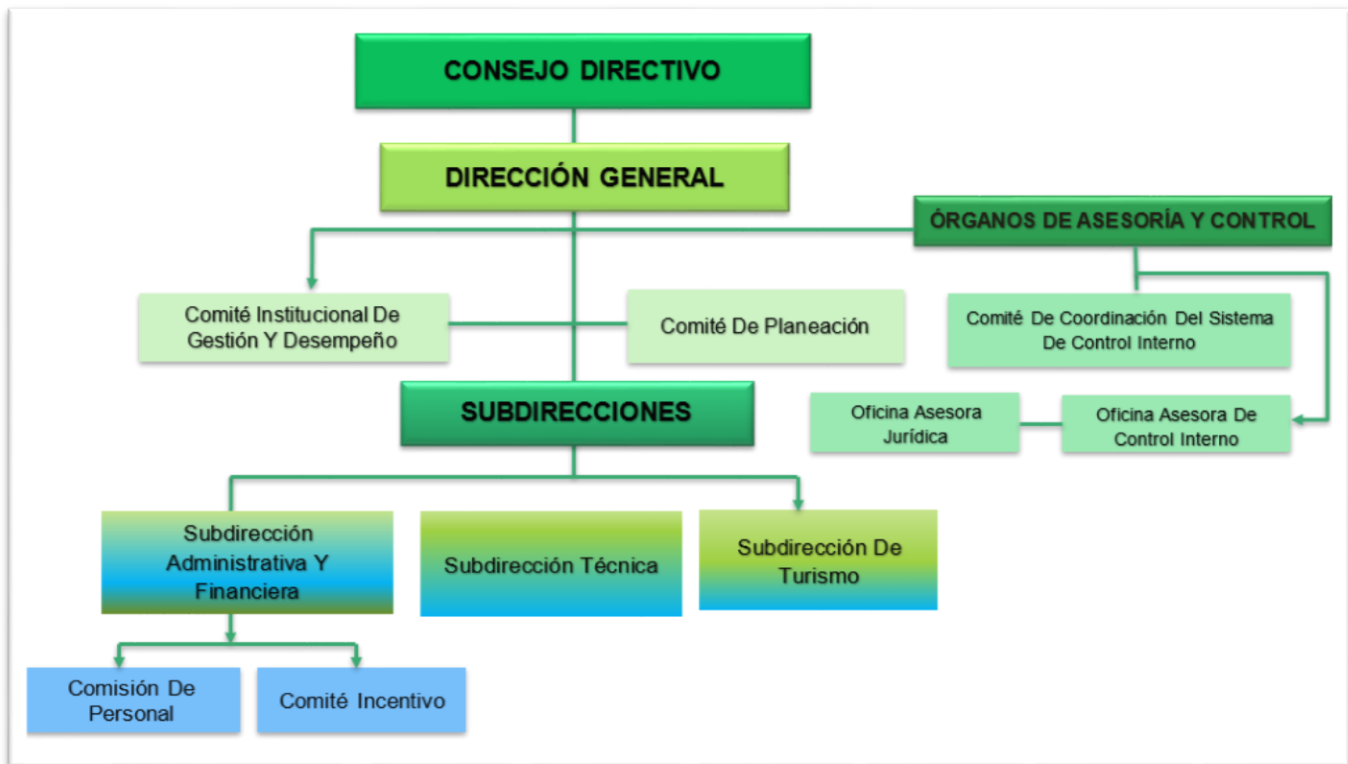 CONSEJO DIRECTIVO
DIRECCIÓN GENERAL
ÓRGANOS DE ASESORÍA Y CONTROL
Comité Institucional De
Gestión Y Desempeño
Comité De Planeación
Comité De Coordinación Del Sistema
De Control Interno
SUBDIRECCIONES
Oficina Asesora
Jurídica
Oficina Asesora De
Control Interno
Subdirección
Administrativa Y
Financiera
Subdirección Técnica
Subdirección De
Turismo
Comisión De
Personal
Comité Incentivo